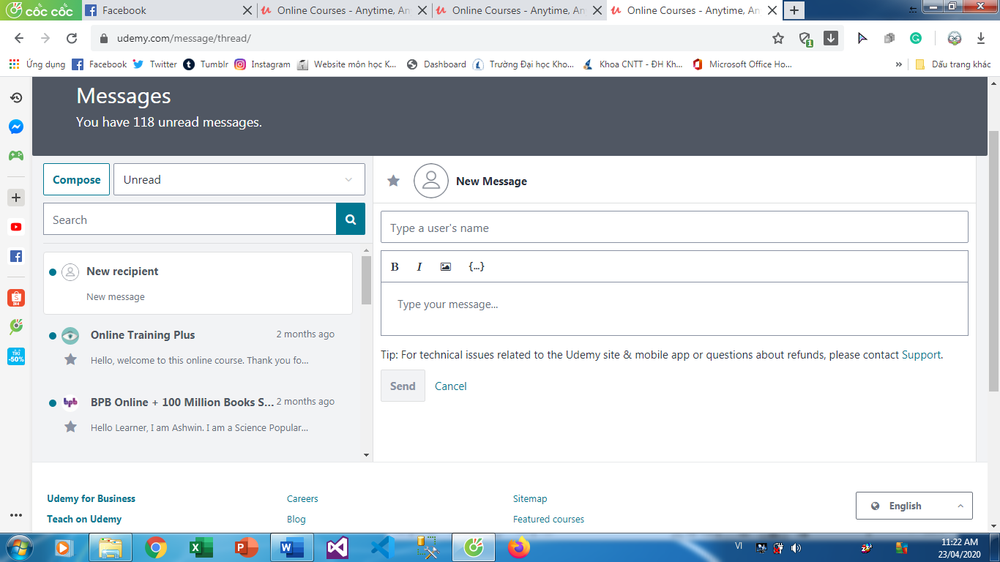 cốc cốc
Facebook
Online Courses - Anytime, An
Online Courses - Anytime, An
Online Courses - Anytime, An
udemy.com/message/thread/
1
Ứng dụng
Facebook
Twitter
Tumblr
Instagram
Website môn học K...
Dashboard
Trường Đại học Kho...
Khoa CNTT - ĐH Kh...
Microsoft Office Ho...
»
Dấu trang khác
Messages
You have 118 unread messages.
Compose
Unread
Search
New recipient
New message
Online Training Plus
2 months ago
Hello, welcome to this online course. Thank you fo...
BPB Online + 100 Million Books S...
2 months ago
Hello Learner, I am Ashwin. I am a Science Popular...
New Message
Type a user's name
B I {...}
Type your message...
Tip: For technical issues related to the Udemy site & mobile app or questions about refunds, please contact Support.
Send
Cancel
TIKI
-50%
Udemy for Business
Teach on Udemy
Careers
Blog
Sitemap
Featured courses
English
VI
11:22 AM
23/04/2020